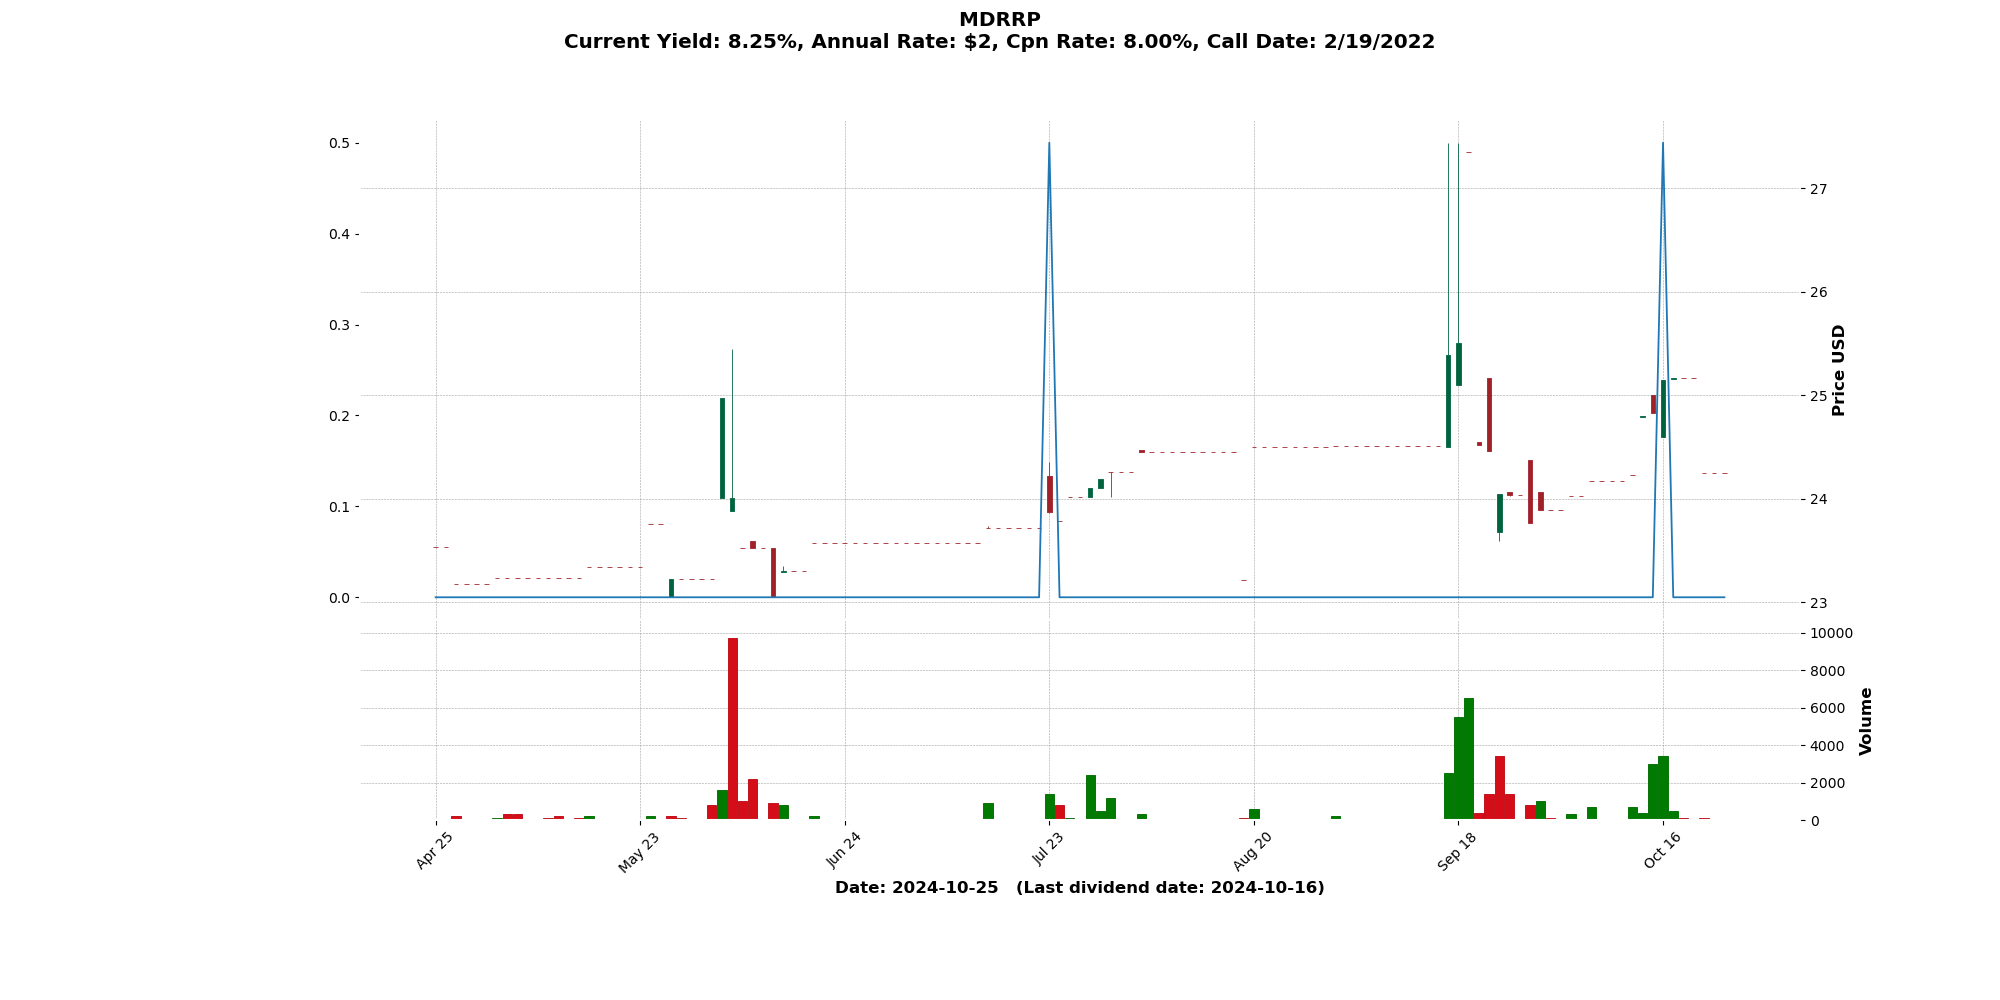 MDRRP
Current Yield: 8.25%, Annual Rate: $2, Cpn Rate: 8.00%, Call Date: 2/19/2022
0.5
0.4
0.3
0.2
0.1
0.0
27
26
25
24
23
Price USD
10000
8000
6000
4000
2000
0
Volume
Apr 25
May 23
Jun 24
Jul 23
Aug 20
Sep 18
Oct 16
Date: 2024-10-25 (Last dividend date: 2024-10-16)